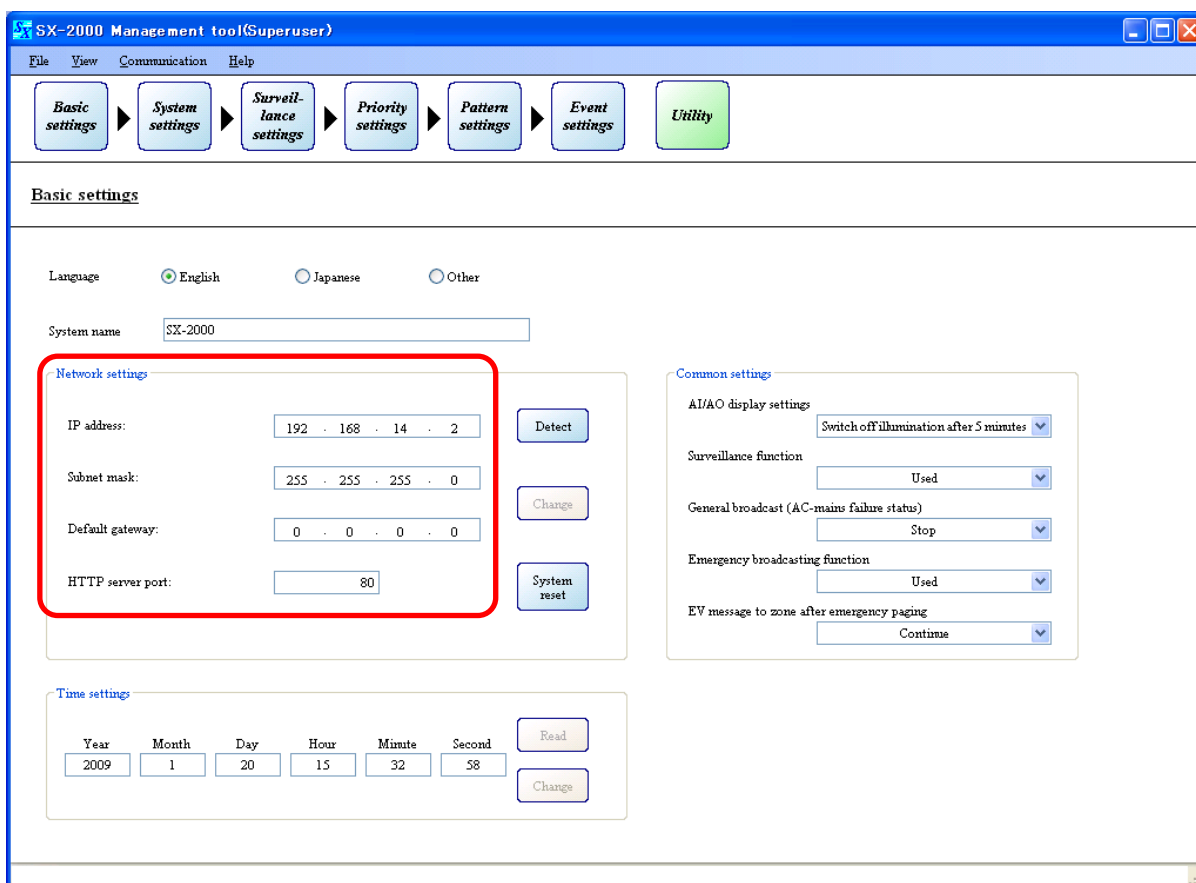 SX-2000 Management tool(Superuser)
File View Communication Help
Basic settings
System settings
Surveil-
lance
settings
Priority settings
Pattern settings
Event settings
Utility
Basic settings
Language English Japanese Other
System name SX-2000
Network settings
IP address: 192 . 168 . 14 . 2 Detect
Subnet mask: 255 . 255 . 255 . 0
Change
Default gateway: 0 . 0 . 0 . 0
HTTP server port: 80
System
reset
Common settings
AI/AO display settings
Switch off illumination after 5 minutes
Surveillance function
Used
General broadcast (AC-mains failure status)
Stop
Emergency broadcasting function
Used
EV message to zone after emergency paging
Continue
Time settings
Year Month Day Hour Minute Second
2009 1 20 15 32 58
Read
Change